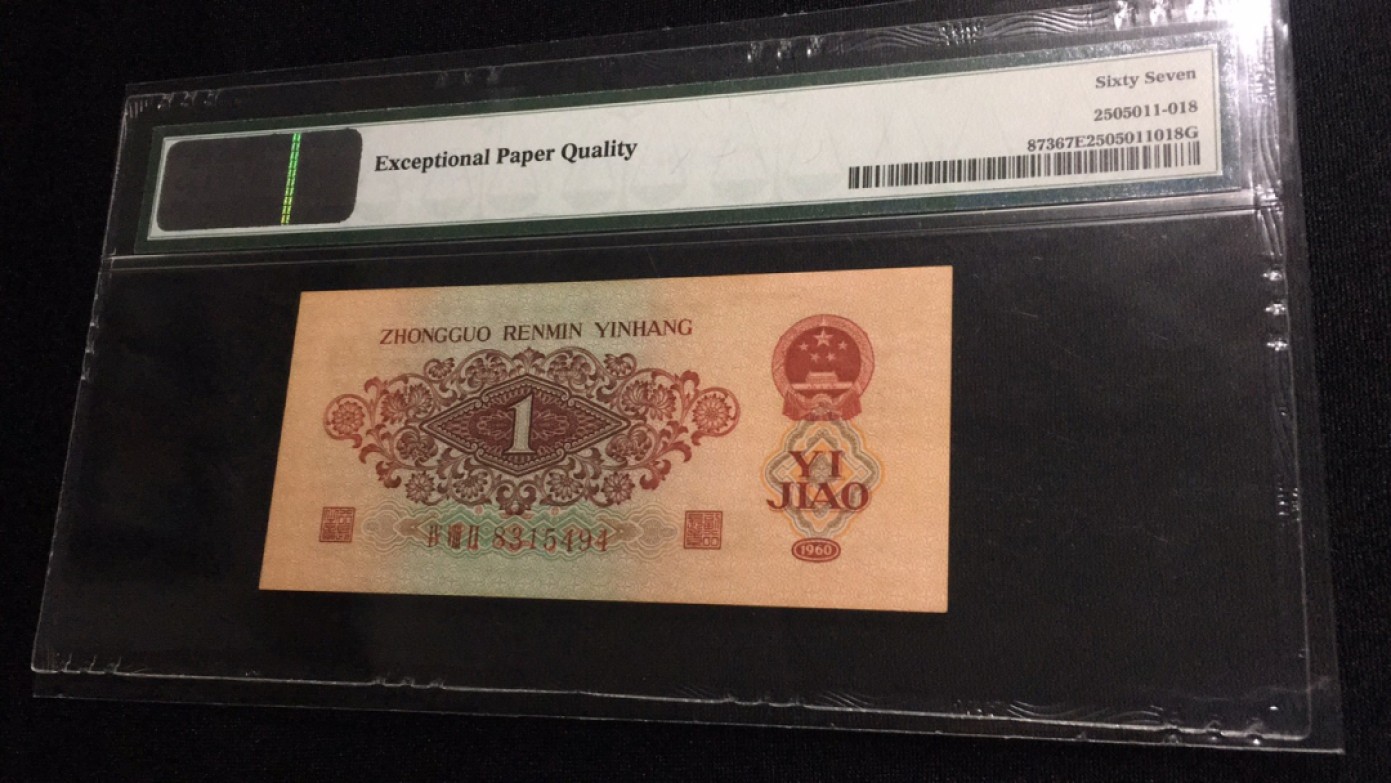 Sixty Seven
2505011-018
87367E2505011018G
Exceptional Paper Quality
ZHONGGUO RENMIN YINHANG
1
YI
JIAO
8315494
1960